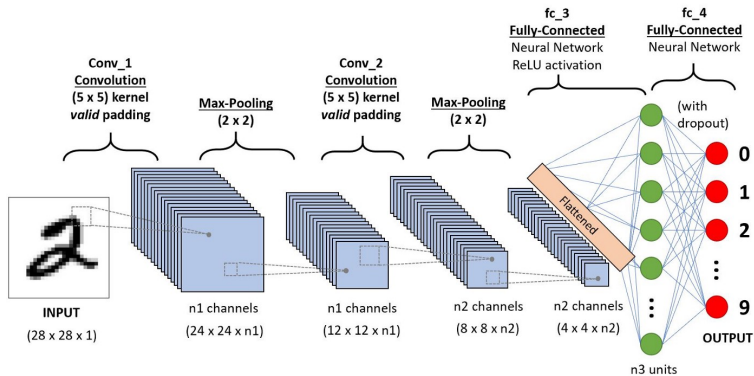 Conv_1
Convolution
(5 x 5) kernel
valid padding
Max-Pooling
(2 x 2)
Conv_2
Convolution
(5 x 5) kernel
valid padding
Max-Pooling
(2 x 2)
fc_3
Fully-Connected
Neural Network
ReLU activation
fc_4
Fully-Connected
Neural Network
(with
dropout)
2
INPUT
(28 x 28 x 1)
n1 channels
(24 x 24 x n1)
n1 channels
(12 x 12 x n1)
n2 channels
(8 x 8 x n2)
n2 channels
(4 x 4 x n2)
Flattened
n3 units
0
1
2
9
OUTPUT